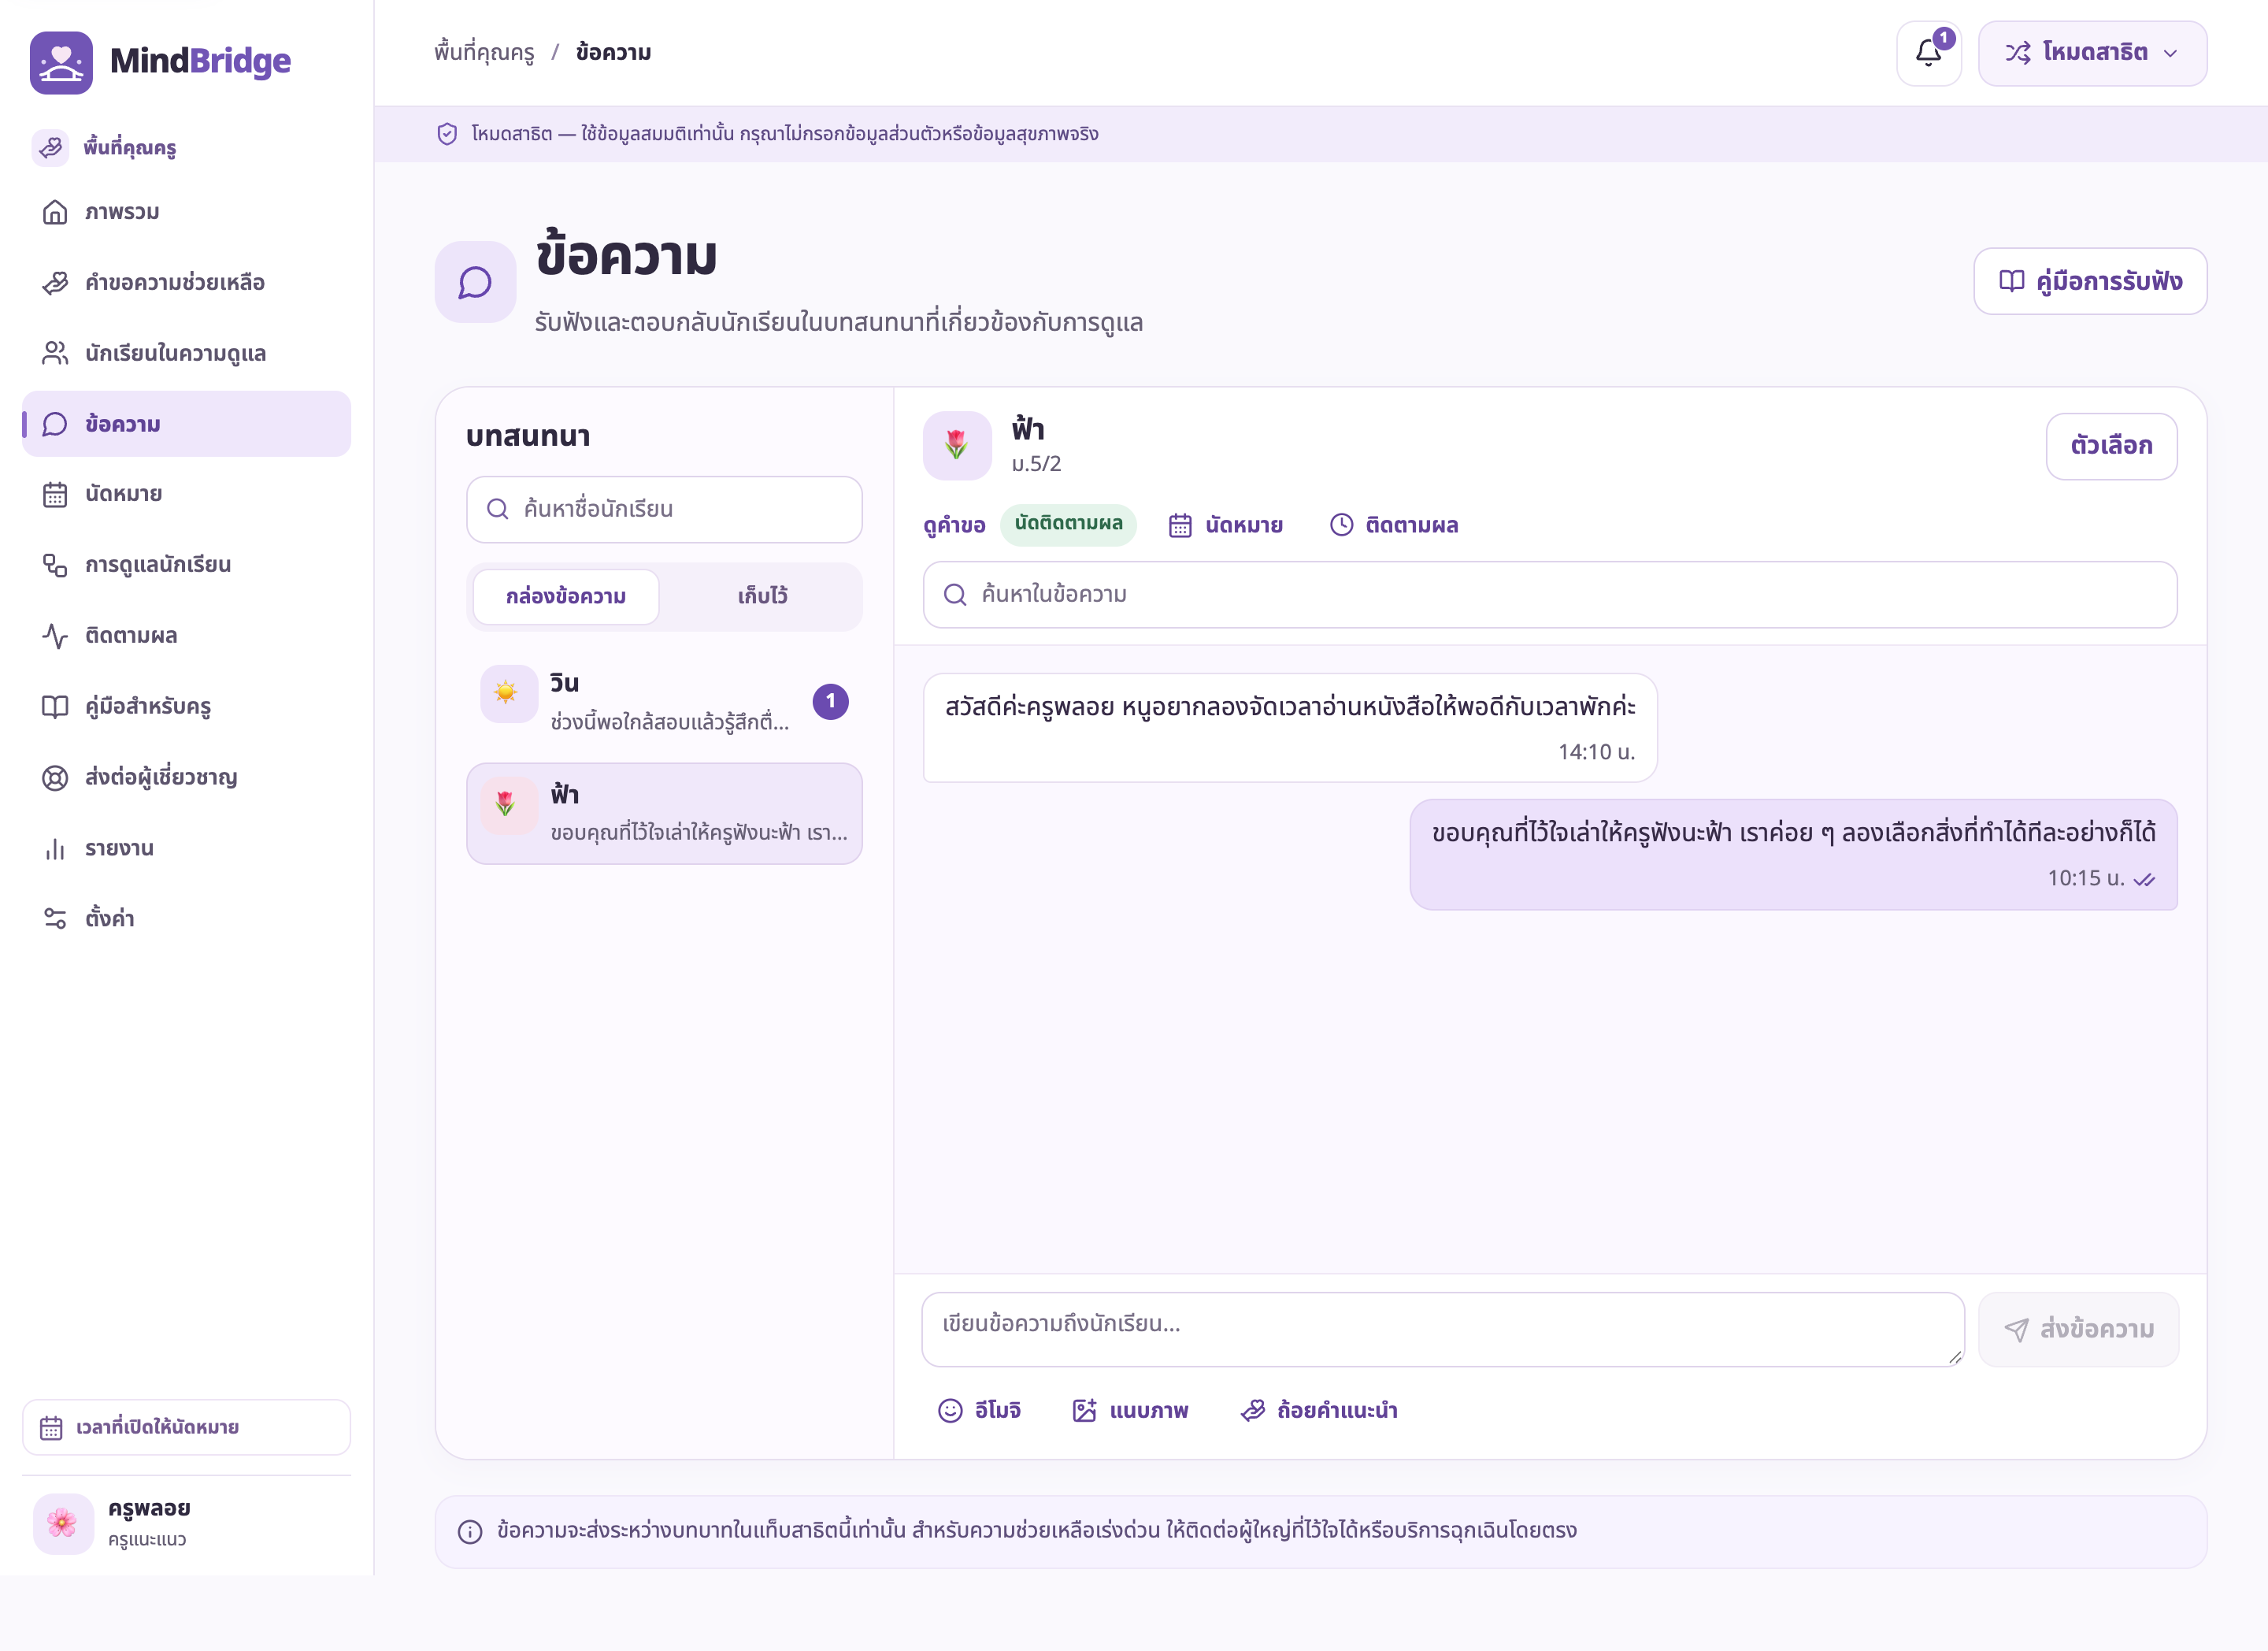 MindBridge
พื้นที่คุณครู
ภาพรวม
คำขอความช่วยเหลือ
นักเรียนในความดูแล
ข้อความ
นัดหมาย
การดูแลนักเรียน
ติดตามผล
คู่มือสำหรับครู
ส่งต่อผู้เชี่ยวชาญ
รายงาน
ตั้งค่า
เวลาที่เปิดให้นัดหมาย
ครูพลอย
ครูแนะแนว
พื้นที่คุณครู / ข้อความ
1
โหมดสาธิต
โหมดสาธิต — ใช้ข้อมูลสมมติเท่านั้น กรุณาไม่กรอกข้อมูลส่วนตัวหรือข้อมูลสุขภาพจริง
ข้อความ
รับฟังและตอบกลับนักเรียนในบทสนทนาที่เกี่ยวข้องกับการดูแล
คู่มือการรับฟัง
บทสนทนา
ค้นหาชื่อนักเรียน
กล่องข้อความ
เก็บไว้
วิน
ช่วงนี้พอใกล้สอบแล้วรู้สึกตื่...
1
ฟ้า
ขอบคุณที่ไว้ใจเล่าให้ครูฟังนะฟ้า เรา...
ฟ้า
ม.5/2
ตัวเลือก
ดูคำขอ นัดติดตามผล นัดหมาย ติดตามผล
ค้นหาในข้อความ
สวัสดีค่ะครูพลอย หนูอยากลองจัดเวลาอ่านหนังสือให้พอดีกับเวลาพักค่ะ
14:10 น.
ขอบคุณที่ไว้ใจเล่าให้ครูฟังนะฟ้า เราค่อย ๆ ลองเลือกสิ่งที่ทำได้ทีละอย่างก็ได้
10:15 น.
เขียนข้อความถึงนักเรียน...
ส่งข้อความ
อีโมจิ แนบภาพ ถ้อยคำแนะนำ
ข้อความจะส่งระหว่างบทบาทในแท็บสาธิตนี้เท่านั้น สำหรับความช่วยเหลือเร่งด่วน ให้ติดต่อผู้ใหญ่ที่ไว้ใจได้หรือบริการฉุกเฉินโดยตรง